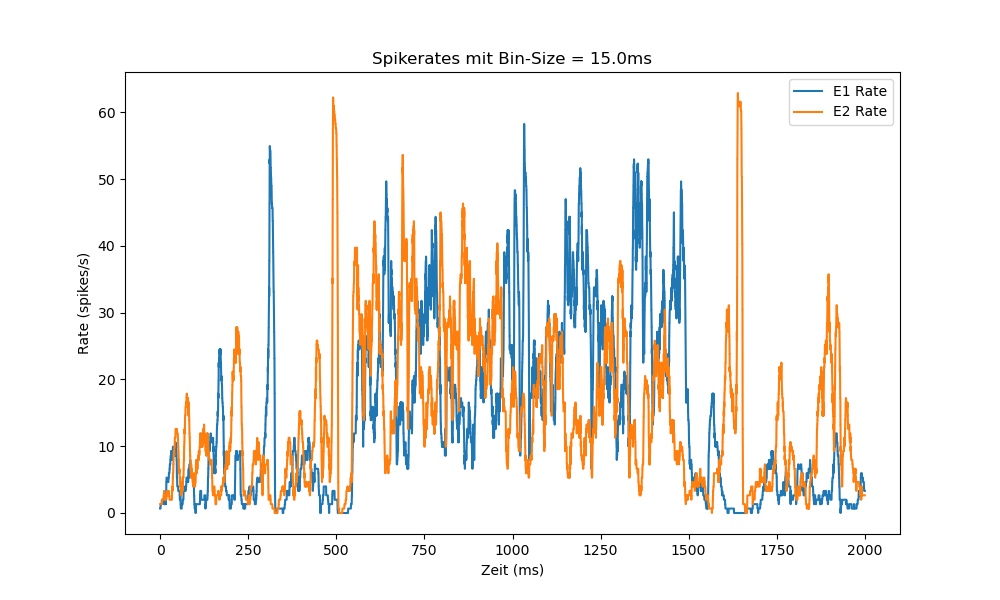 Spikerates mit Bin-Size = 15.0ms
E1 Rate
E2 Rate
Rate (spikes/s)
60
50
40
30
20
10
0
0 250 500 750 1000 1250 1500 1750 2000
Zeit (ms)